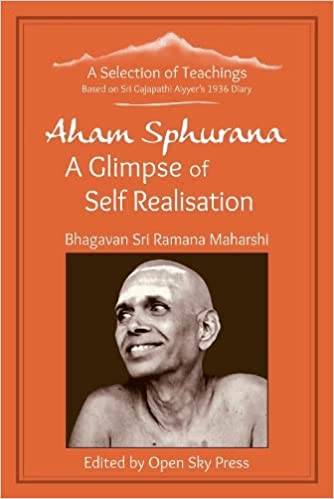 A Selection of Teachings
Based on Sri Gajapathi Aiyyer's 1936 Diary
Aham Sphurana
A Glimpse of
Self Realisation
Bhagavan Sri Ramana Maharshi
Edited by Open Sky Press